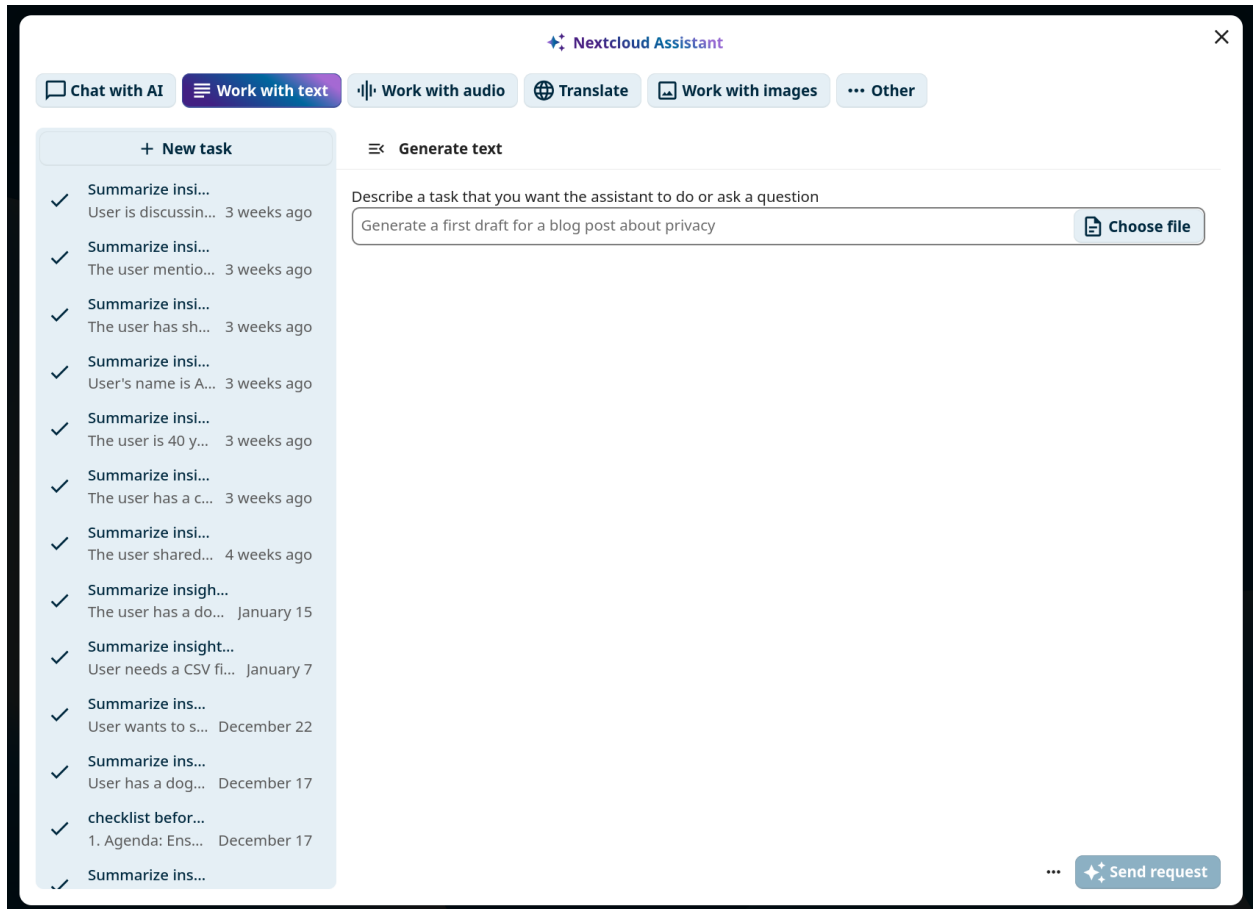 Nextcloud Assistant
Chat with AI
Work with text
Work with audio
Translate
Work with images
Other
New task
Summarize insi...
User is discussin... 3 weeks ago
Summarize insi...
The user mentio... 3 weeks ago
Summarize insi...
The user has sh... 3 weeks ago
Summarize insi...
User's name is A... 3 weeks ago
Summarize insi...
The user is 40 y... 3 weeks ago
Summarize insi...
The user has a c... 3 weeks ago
Summarize insi...
The user shared... 4 weeks ago
Summarize insigh...
The user has a do... January 15
Summarize insight...
User needs a CSV fi... January 7
Summarize ins...
User wants to s... December 22
Summarize ins...
User has a dog... December 17
checklist befor...
1. Agenda: Ens... December 17
Summarize ins...
Generate text
Describe a task that you want the assistant to do or ask a question
Generate a first draft for a blog post about privacy
Choose file
Send request